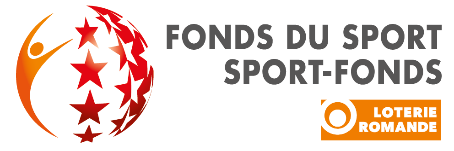 FONDS DU SPORT
SPORT-FONDS
LOTERIE
ROMANDE